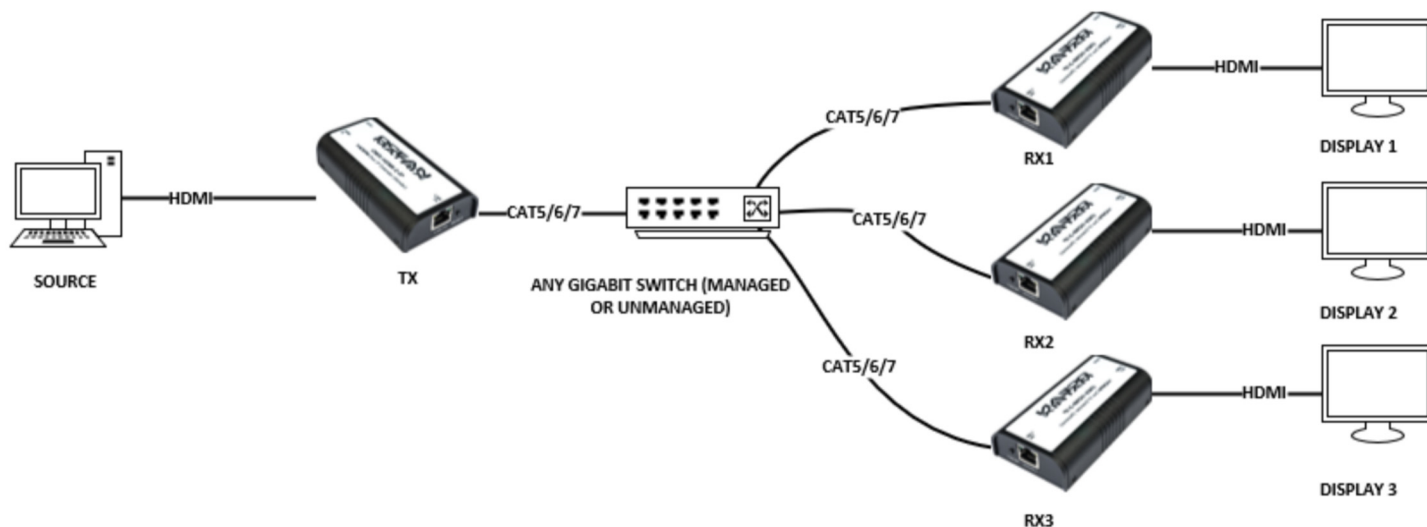 HDMI
CAT5/6/7
CAT5/6/7
CAT5/6/7
CAT5/6/7
HDMI
HDMI
HDMI
SOURCE
TX
ANY GIGABIT SWITCH (MANAGED
OR UNMANAGED)
RX1
DISPLAY 1
RX2
DISPLAY 2
RX3
DISPLAY 3